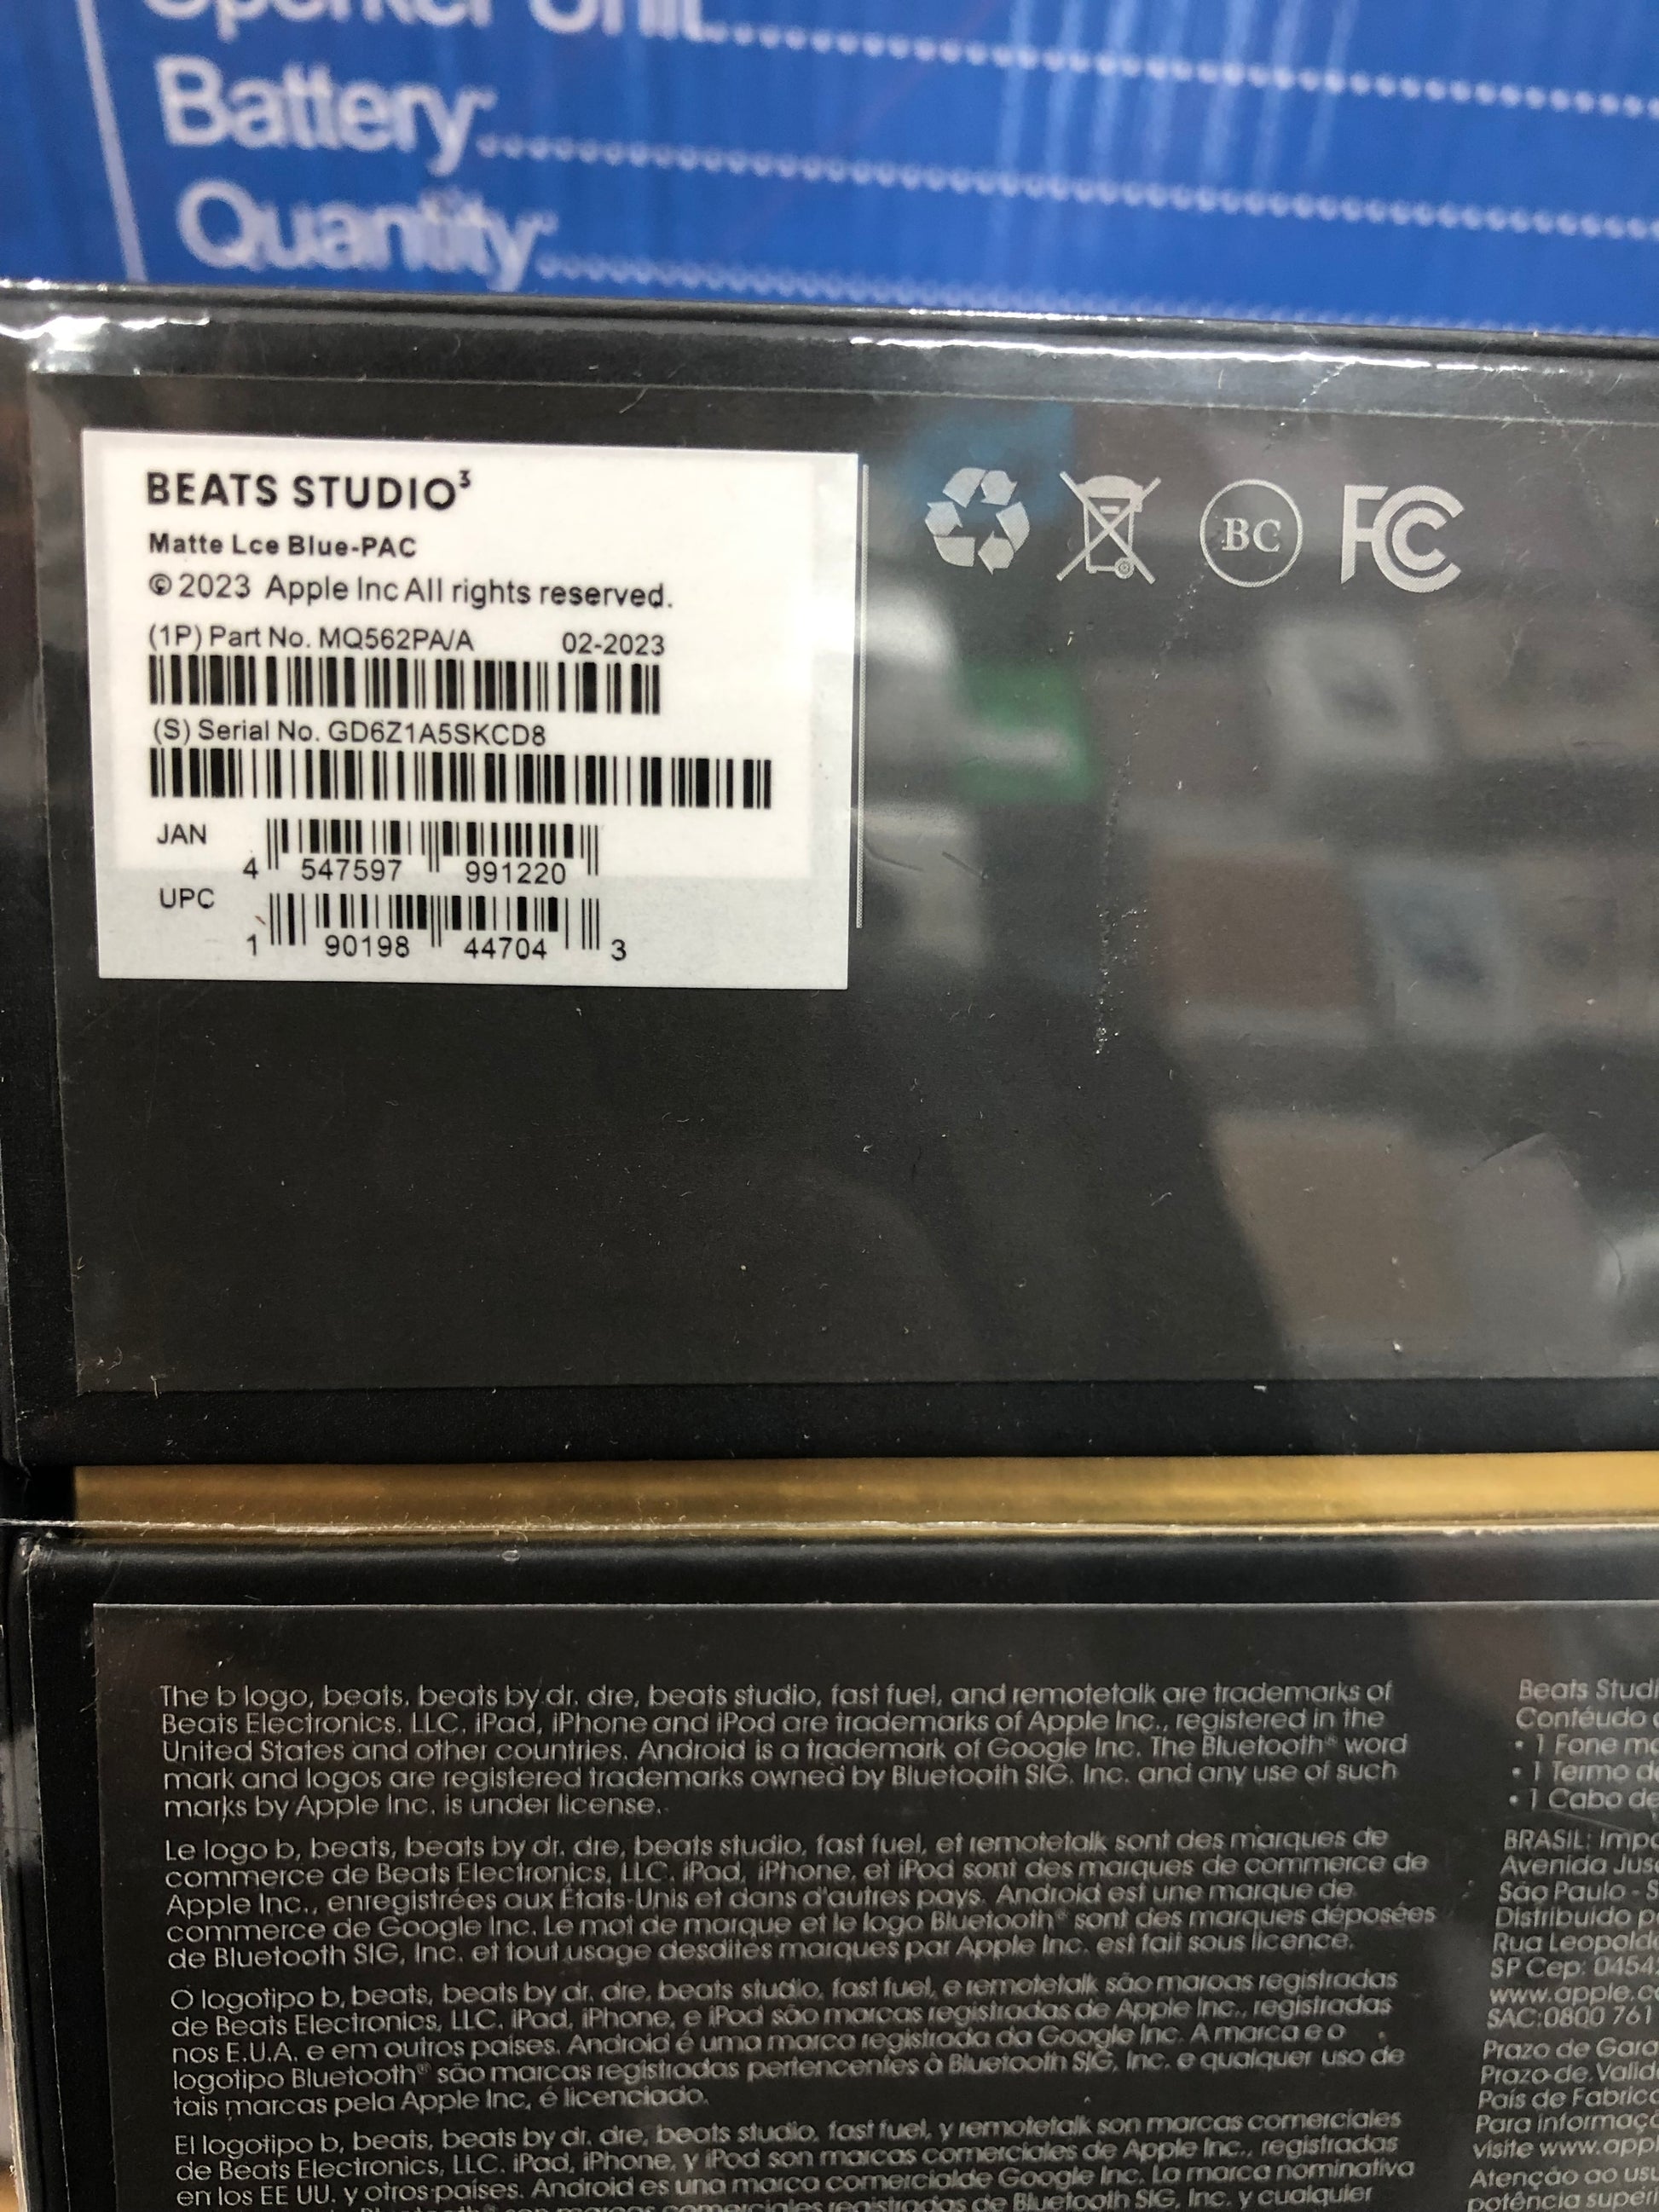 Speaker Unit
Battery
Quantity
BEATS STUDIO³
Matte Lce Blue-PAC
©2023 Apple Inc All rights reserved.
(1P) Part No. MQ562PA/A 02-2023
(S) Serial No. GD6Z1A5SKCD8
JAN
4 547597 991220
UPC
1 90198 44704 3
BC FC
The b logo, beats, beats by dr. dre, beats studio, fast fuel, and remotetalk are trademarks of
Beats Electronics, LLC. iPad, iPhone and iPod are trademarks of Apple Inc., registered in the
United States and other countries. Android is a trademark of Google Inc. The Bluetooth® word
mark and logos are registered trademarks owned by Bluetooth SIG, Inc. and any use of such
marks by Apple Inc. is under license.
Le logo b, beats, beats by dr. dre, beats studio, fast fuel, et remotetalk sont des marques de
commerce de Beats Electronics, LLC. iPad, iPhone, et iPod sont des marques de commerce de
Apple Inc., enregistrées aux États-Unis et dans d'autres pays. Android est une marque de
commerce de Google Inc. Le mot de marque et le logo Bluetooth® sont des marques déposées
de Bluetooth SIG, Inc. et tout usage desdites marques par Apple Inc. est fait sous licence.
O logotipo b, beats, beats by dr. dre, beats studio, fast fuel, e remotetalk são marcas registradas
de Beats Electronics, LLC. iPad, iPhone, e iPod são marcas registradas de Apple Inc., registradas
nos E.U.A. e em outros países. Android é uma marca registrada da Google Inc. A marca e o
logotipo Bluetooth® são marcas registradas pertencentes à Bluetooth SIG, Inc. e qualquer uso de
tais marcas pela Apple Inc, é licenciado.
El logotipo b, beats, beats by dr. dre, beats studio, fast fuel, y remotetalk son marcas comerciales
de Beats Electronics, LLC. iPad, iPhone, y iPod son marcas comerciales de Apple Inc., registradas
en los EE UU. y otros países. Android es una marca comercialde Google Inc. La marca nominativa
comerciales registradas de Bluetooth SIG, Inc. y cualquier
Beats Studi
Contéudo
• 1 Fone
• 1 Termo
• 1 Cabo de
BRASIL:
Avenida
São Paulo -
Distribuido
Rua
SP Cep:
www.apple.
SAC:0800 761
Prazo de
Prazo de
País de
Para
visite www.
Atenção ao
potência